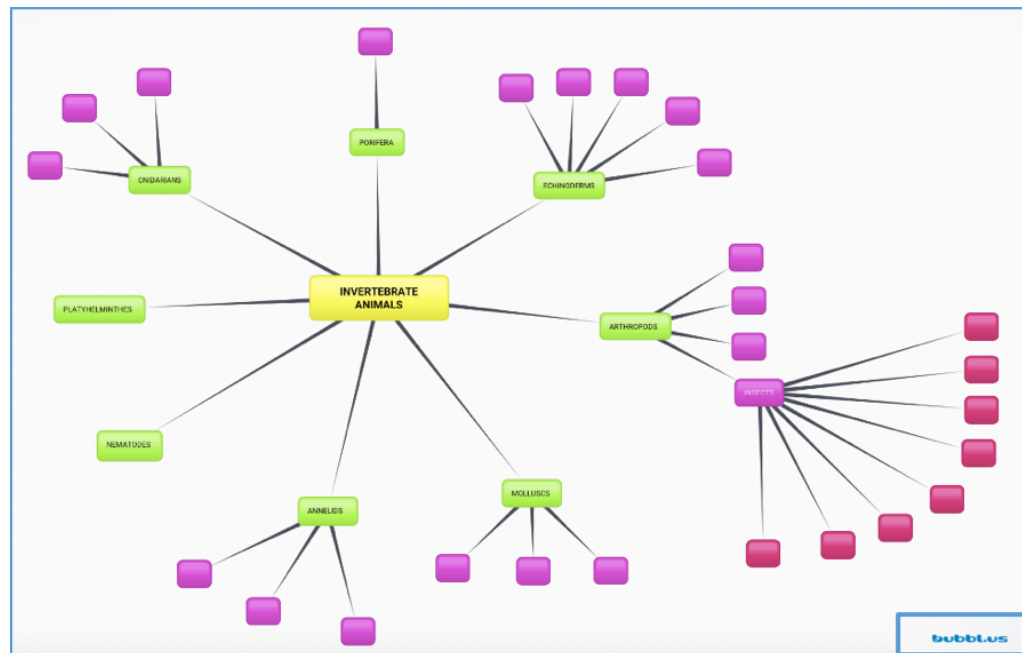 PORIFERA
CNIDARIANS
ECHINODERMS
INVERTEBRATE
ANIMALS
PLATYHELMINTHES
ARTHROPODS
INSECTS
NEMATODES
MOLLUSCS
ANNELIDS
bubbl.us